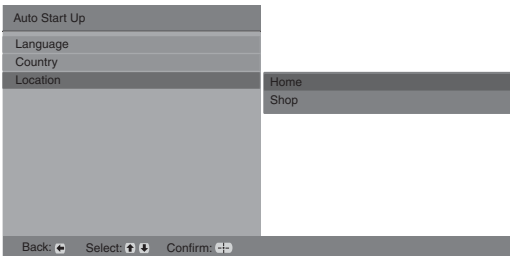 Auto Start Up
Language
Country
Location
Home
Shop
Back: Select: Confirm: